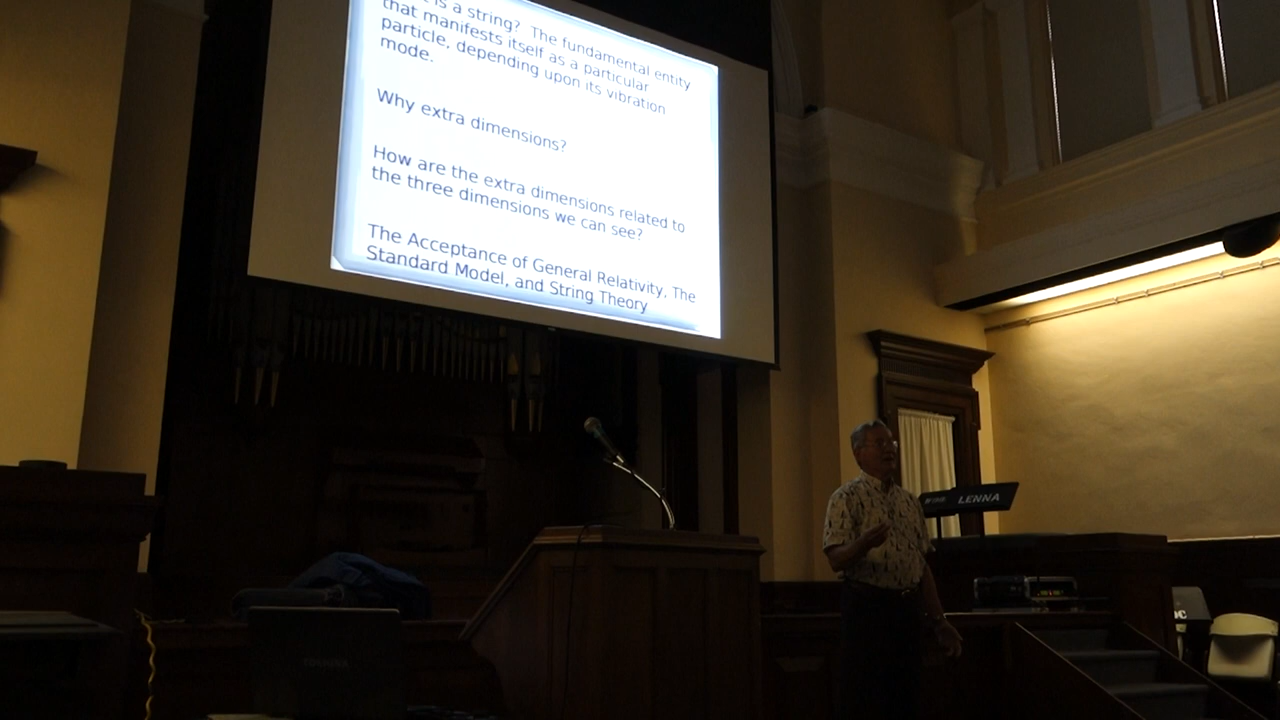 is a string? The fundamental entity
that manifests itself as a particular
particle, depending upon its vibration
mode.
Why extra dimensions?
How are the extra dimensions related to
the three dimensions we can see?
The Acceptance of General Relativity, The
Standard Model, and String Theory
LENNA